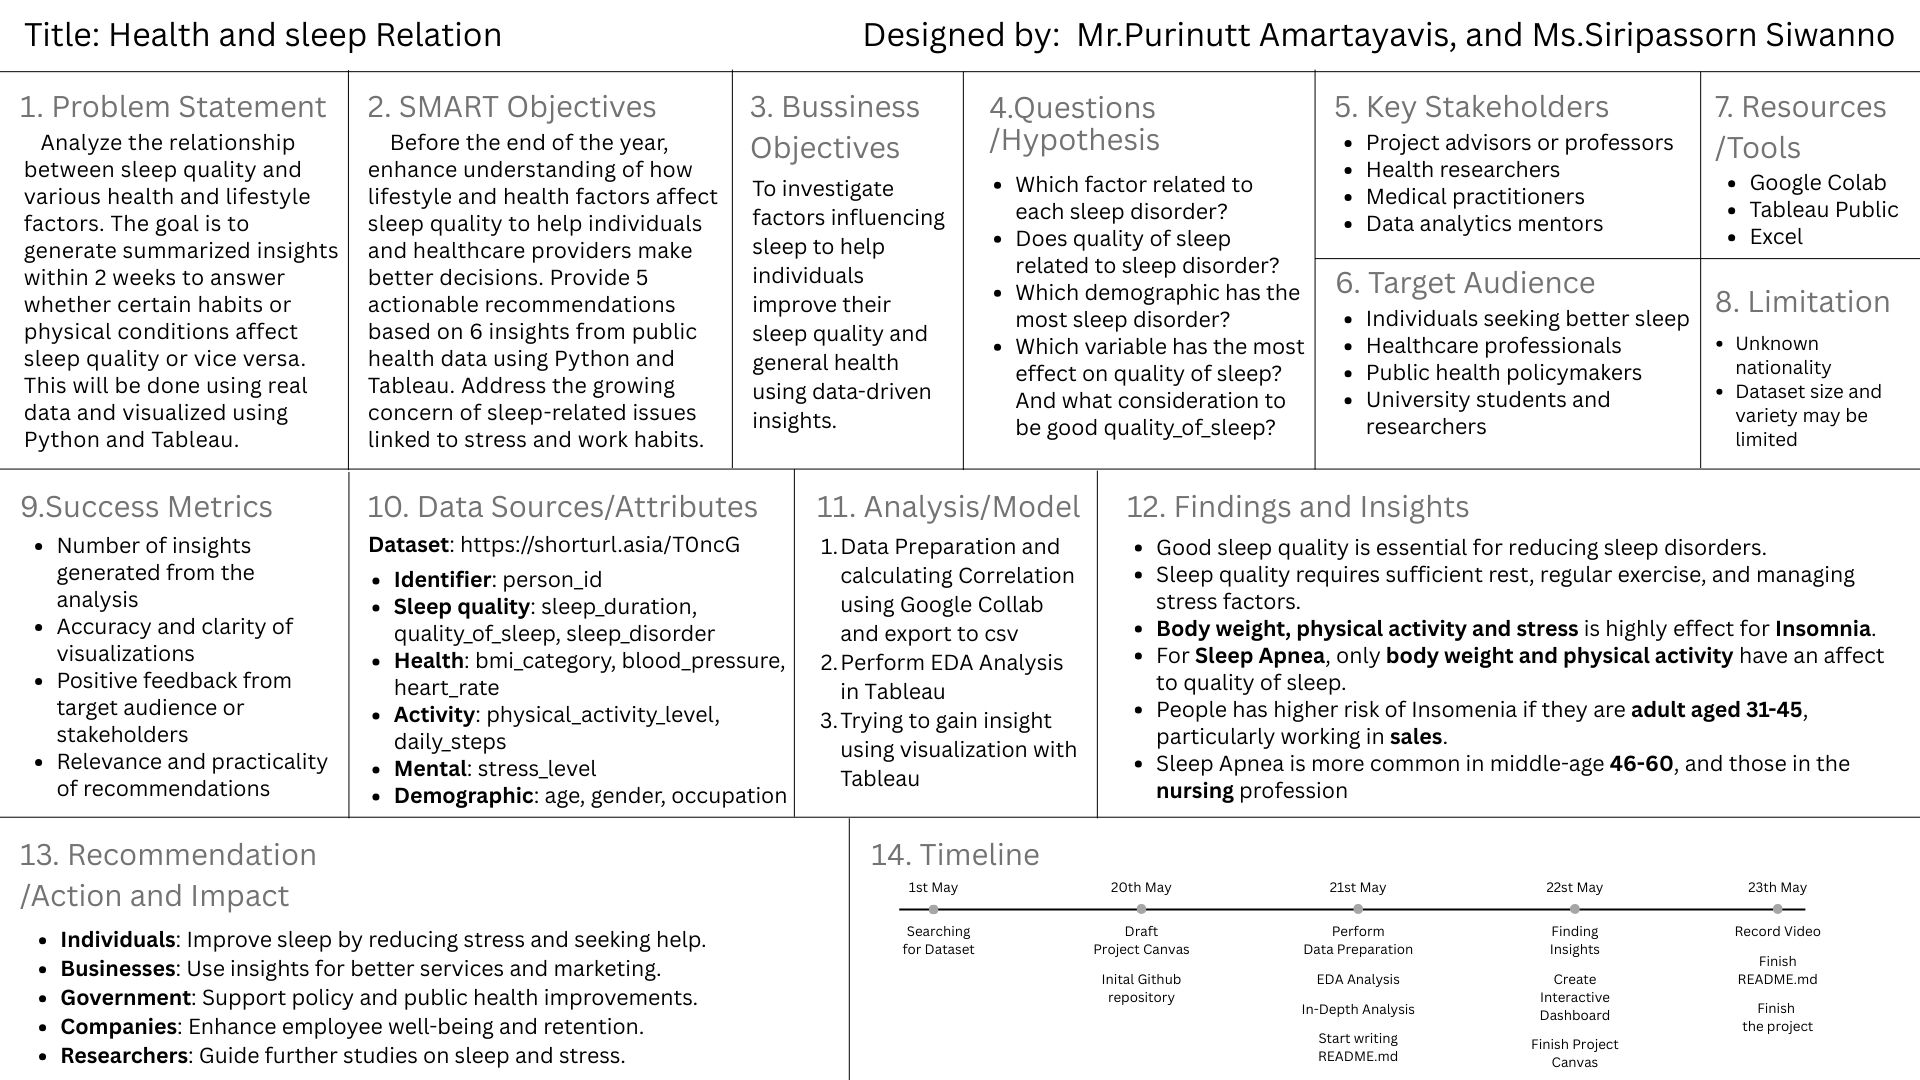 Title: Health and sleep Relation
Designed by:  Mr.Purinutt Amartayavis, and Ms.Siripassorn Siwanno
1. Problem Statement
Analyze the relationship
between sleep quality and
various health and lifestyle
factors. The goal is to
generate summarized insights
within 2 weeks to answer
whether certain habits or
physical conditions affect
sleep quality or vice versa.
This will be done using real
data and visualized using
Python and Tableau.
2. SMART Objectives
Before the end of the year,
enhance understanding of how
lifestyle and health factors affect
sleep quality to help individuals
and healthcare providers make
better decisions. Provide 5
actionable recommendations
based on 6 insights from public
health data using Python and
Tableau. Address the growing
concern of sleep-related issues
linked to stress and work habits.
3. Bussiness
Objectives
To investigate
factors influencing
sleep to help
individuals
improve their
sleep quality and
general health
using data-driven
insights.
4.Questions
/Hypothesis
• Which factor related to
each sleep disorder?
• Does quality of sleep
related to sleep disorder?
• Which demographic has the
most sleep disorder?
• Which variable has the most
effect on quality of sleep?
And what consideration to
be good quality_of_sleep?
5. Key Stakeholders
• Project advisors or professors
• Health researchers
• Medical practitioners
• Data analytics mentors
6. Target Audience
• Individuals seeking better sleep
• Healthcare professionals
• Public health policymakers
• University students and
researchers
7. Resources
/Tools
• Google Colab
• Tableau Public
• Excel
8. Limitation
• Unknown
nationality
• Dataset size and
variety may be
limited
9.Success Metrics
• Number of insights
generated from the
analysis
• Accuracy and clarity of
visualizations
• Positive feedback from
target audience or
stakeholders
• Relevance and practicality
of recommendations
10. Data Sources/Attributes
Dataset: https://shorturl.asia/T0ncG
• Identifier: person_id
• Sleep quality: sleep_duration,
quality_of_sleep, sleep_disorder
• Health: bmi_category, blood_pressure,
heart_rate
• Activity: physical_activity_level,
daily_steps
• Mental: stress_level
• Demographic: age, gender, occupation
11. Analysis/Model
1. Data Preparation and
calculating Correlation
using Google Collab
and export to csv
2. Perform EDA Analysis
in Tableau
3. Trying to gain insight
using visualization with
Tableau
12. Findings and Insights
• Good sleep quality is essential for reducing sleep disorders.
• Sleep quality requires sufficient rest, regular exercise, and managing
stress factors.
• Body weight, physical activity and stress is highly effect for Insomnia.
• For Sleep Apnea, only body weight and physical activity have an affect
to quality of sleep.
• People has higher risk of Insomenia if they are adult aged 31-45,
particularly working in sales.
• Sleep Apnea is more common in middle-age 46-60, and those in the
nursing profession
13. Recommendation
/Action and Impact
• Individuals: Improve sleep by reducing stress and seeking help.
• Businesses: Use insights for better services and marketing.
• Government: Support policy and public health improvements.
• Companies: Enhance employee well-being and retention.
• Researchers: Guide further studies on sleep and stress.
14. Timeline
1st May
Searching
for Dataset
20th May
Draft
Project Canvas
Inital Github
repository
21st May
Perform
Data Preparation
EDA Analysis
In-Depth Analysis
Start writing
README.md
22st May
Finding
Insights
Create
Interactive
Dashboard
Finish Project
Canvas
23th May
Record Video
Finish
README.md
Finish
the project